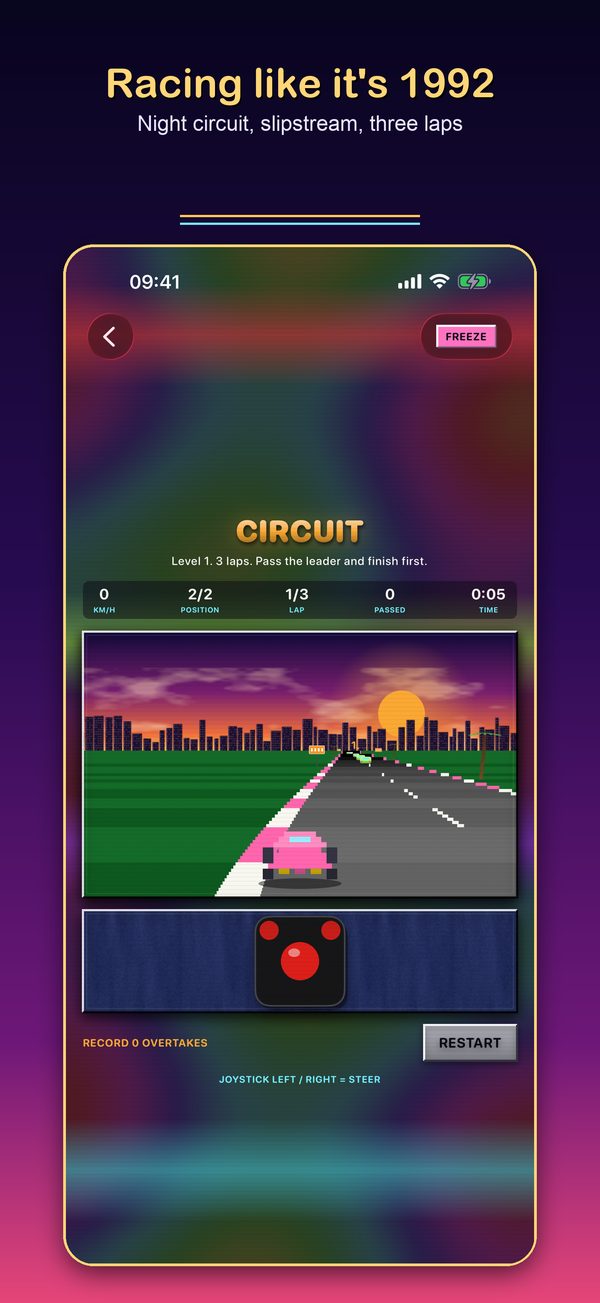 Racing like it's 1992
Night circuit, slipstream, three laps
09:41
FREEZE
CIRCUIT
Level 1. 3 laps. Pass the leader and finish first.
0 2/2 1/3 0 0:05
KM/H POSITION LAP PASSED TIME
RECORD 0 OVERTAKES
RESTART
JOYSTICK LEFT / RIGHT = STEER